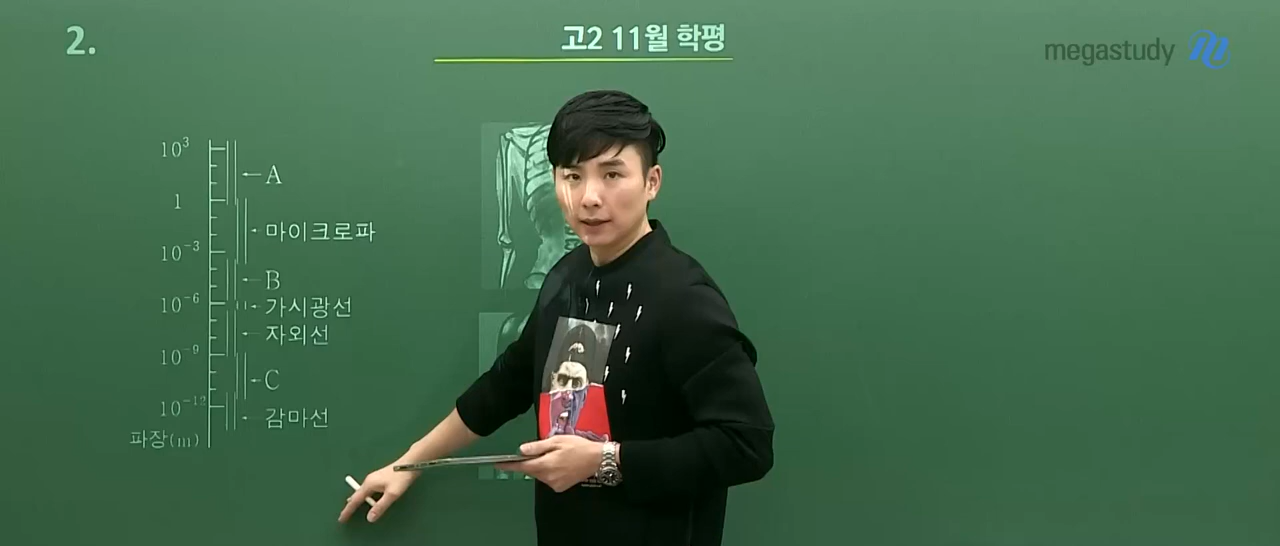 2.
고2 11월 학평
megastudy
10³
A
1
마이크로파
10⁻³
B
10⁻⁶
가시광선
자외선
10⁻⁹
C
10⁻¹²
감마선
파장(m)